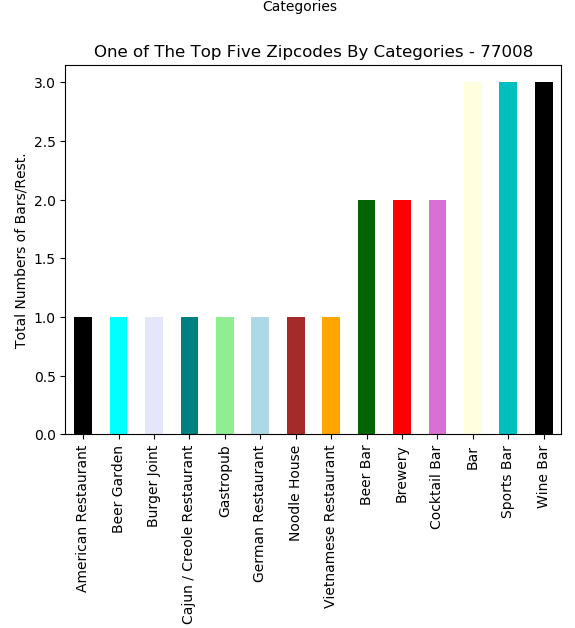 Categories
One of The Top Five Zipcodes By Categories - 77008
Total Numbers of Bars/Rest.
3.0
2.5
2.0
1.5
1.0
0.5
0.0
American Restaurant
Beer Garden
Burger Joint
Cajun / Creole Restaurant
Gastropub
German Restaurant
Noodle House
Vietnamese Restaurant
Beer Bar
Brewery
Cocktail Bar
Bar
Sports Bar
Wine Bar